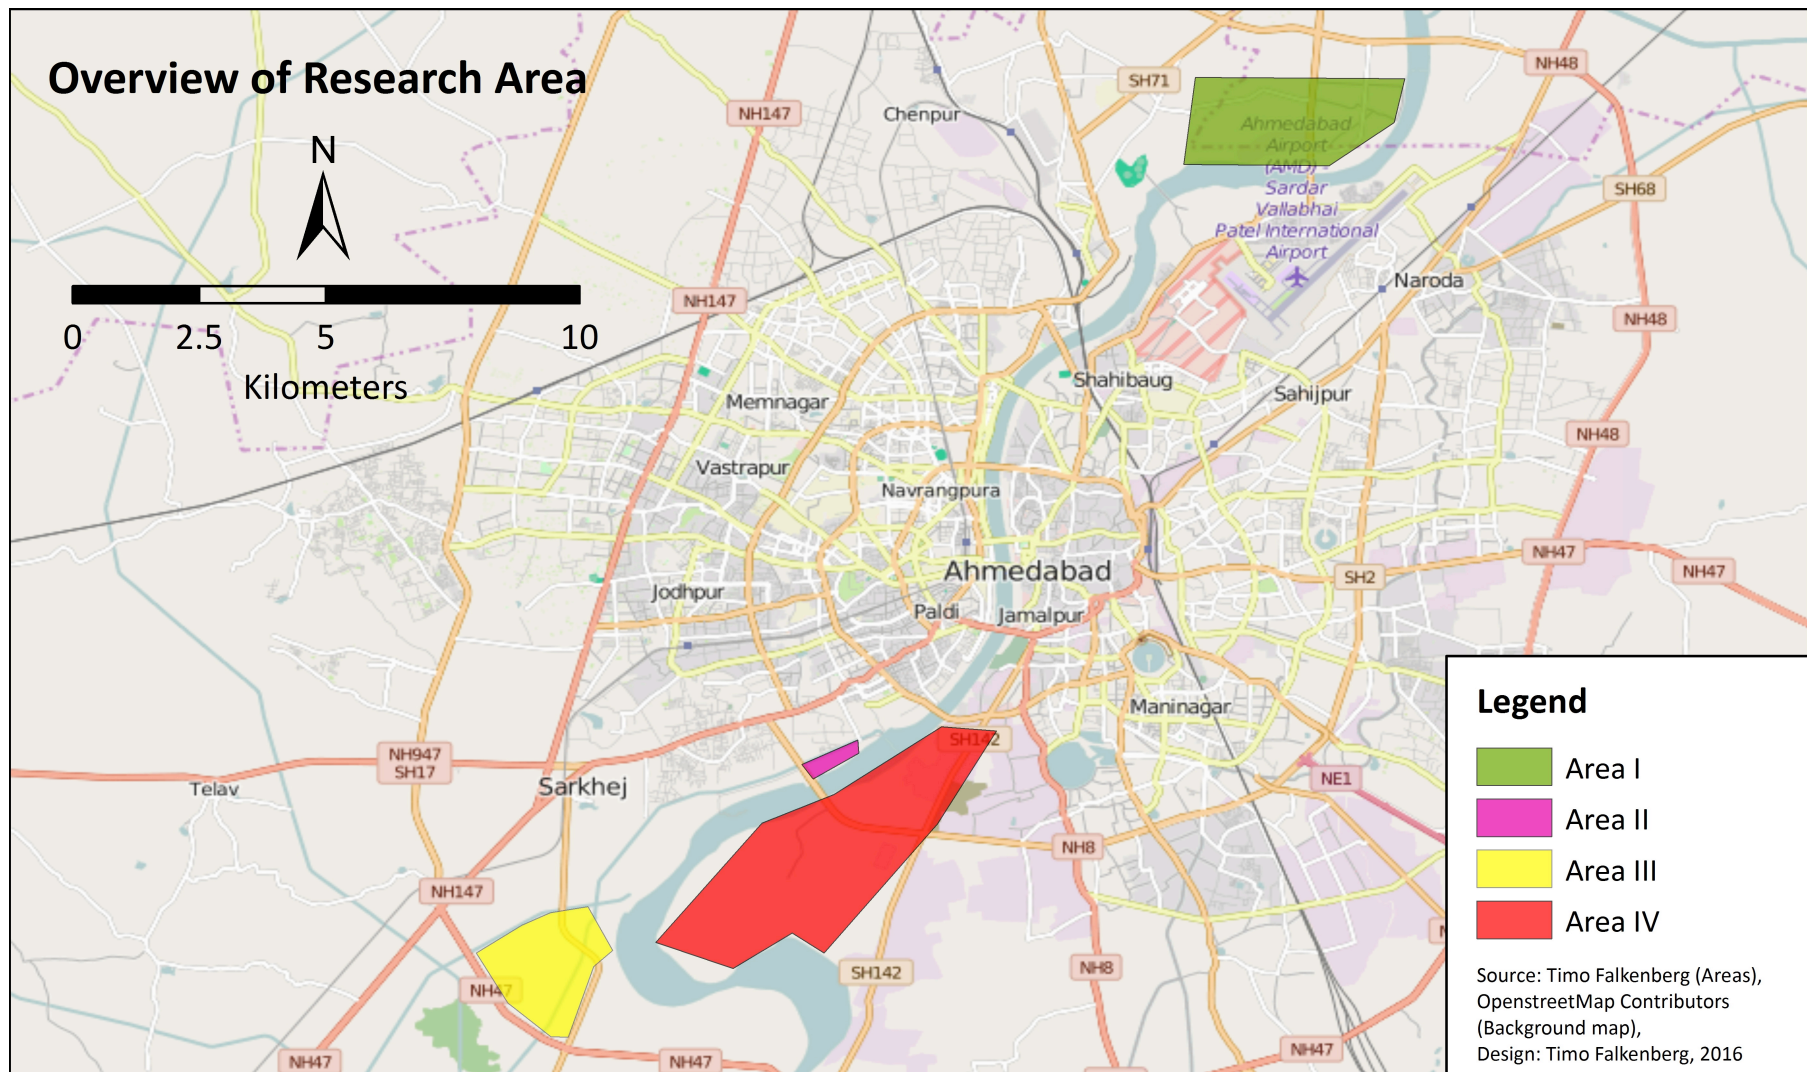 Overview of Research Area
N
0 2.5 5 10
Kilometers
NH48
SH71
NH147
Chenpur
Ahmedabad
Airport
(AMD) -
Sardar
Vallabhai
Patel International
Airport
SH68
Naroda
NH147
NH48
Shahibaug
Sahijpur
Memnagar
NH48
Vastrapur
Navrangpura
NH47
Ahmedabad
NH47
SH2
Jodhpur
Paldi
Jamalpur
Maninagar
SH142
NH947
SH17
Telav
Sarkhej
NE1
NH8
NH147
NH47
SH142
NH8
NH47
NH47
NH47
Legend
Area I
Area II
Area III
Area IV
Source: Timo Falkenberg (Areas),
OpenstreetMap Contributors
(Background map),
Design: Timo Falkenberg, 2016